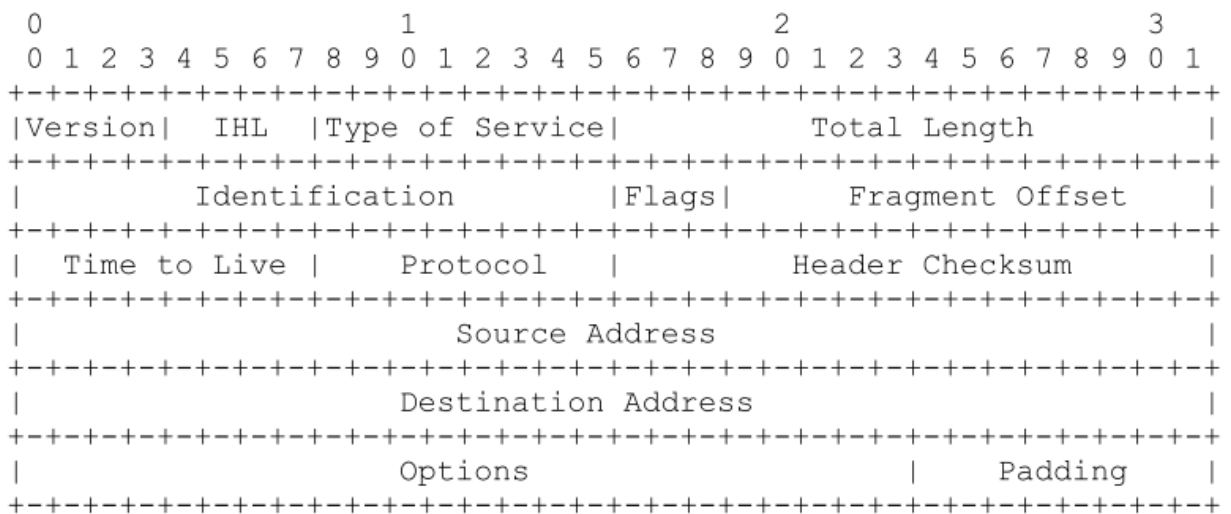 0                   1                   2                   3
 0 1 2 3 4 5 6 7 8 9 0 1 2 3 4 5 6 7 8 9 0 1 2 3 4 5 6 7 8 9 0 1
+-+-+-+-+-+-+-+-+-+-+-+-+-+-+-+-+-+-+-+-+-+-+-+-+-+-+-+-+-+-+-+-+
|Version|  IHL  |Type of Service|          Total Length         |
+-+-+-+-+-+-+-+-+-+-+-+-+-+-+-+-+-+-+-+-+-+-+-+-+-+-+-+-+-+-+-+-+
|         Identification        |Flags|      Fragment Offset    |
+-+-+-+-+-+-+-+-+-+-+-+-+-+-+-+-+-+-+-+-+-+-+-+-+-+-+-+-+-+-+-+-+
|  Time to Live |    Protocol   |         Header Checksum       |
+-+-+-+-+-+-+-+-+-+-+-+-+-+-+-+-+-+-+-+-+-+-+-+-+-+-+-+-+-+-+-+-+
|                       Source Address                          |
+-+-+-+-+-+-+-+-+-+-+-+-+-+-+-+-+-+-+-+-+-+-+-+-+-+-+-+-+-+-+-+-+
|                    Destination Address                        |
+-+-+-+-+-+-+-+-+-+-+-+-+-+-+-+-+-+-+-+-+-+-+-+-+-+-+-+-+-+-+-+-+
|                    Options                    |    Padding    |
+-+-+-+-+-+-+-+-+-+-+-+-+-+-+-+-+-+-+-+-+-+-+-+-+-+-+-+-+-+-+-+-+